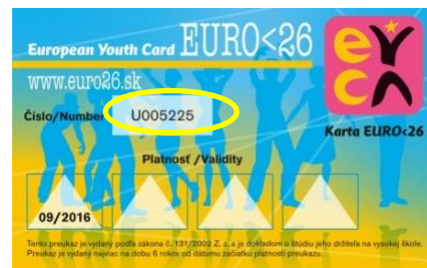 European Youth Card EURO<26
www.euro26.sk
eyca
Číslo/Number U005225
Karta EURO<26
Platnosť /Validity
09/2016
Tento preukaz je vydaný podľa zákona č. 131/2002 Z. z. a je dokladom o štúdiu jeho držiteľa na vysokej škole.
Preukaz je vydaný najviac na dobu 6 rokov od dátumu začiatku platnosti preukazu.